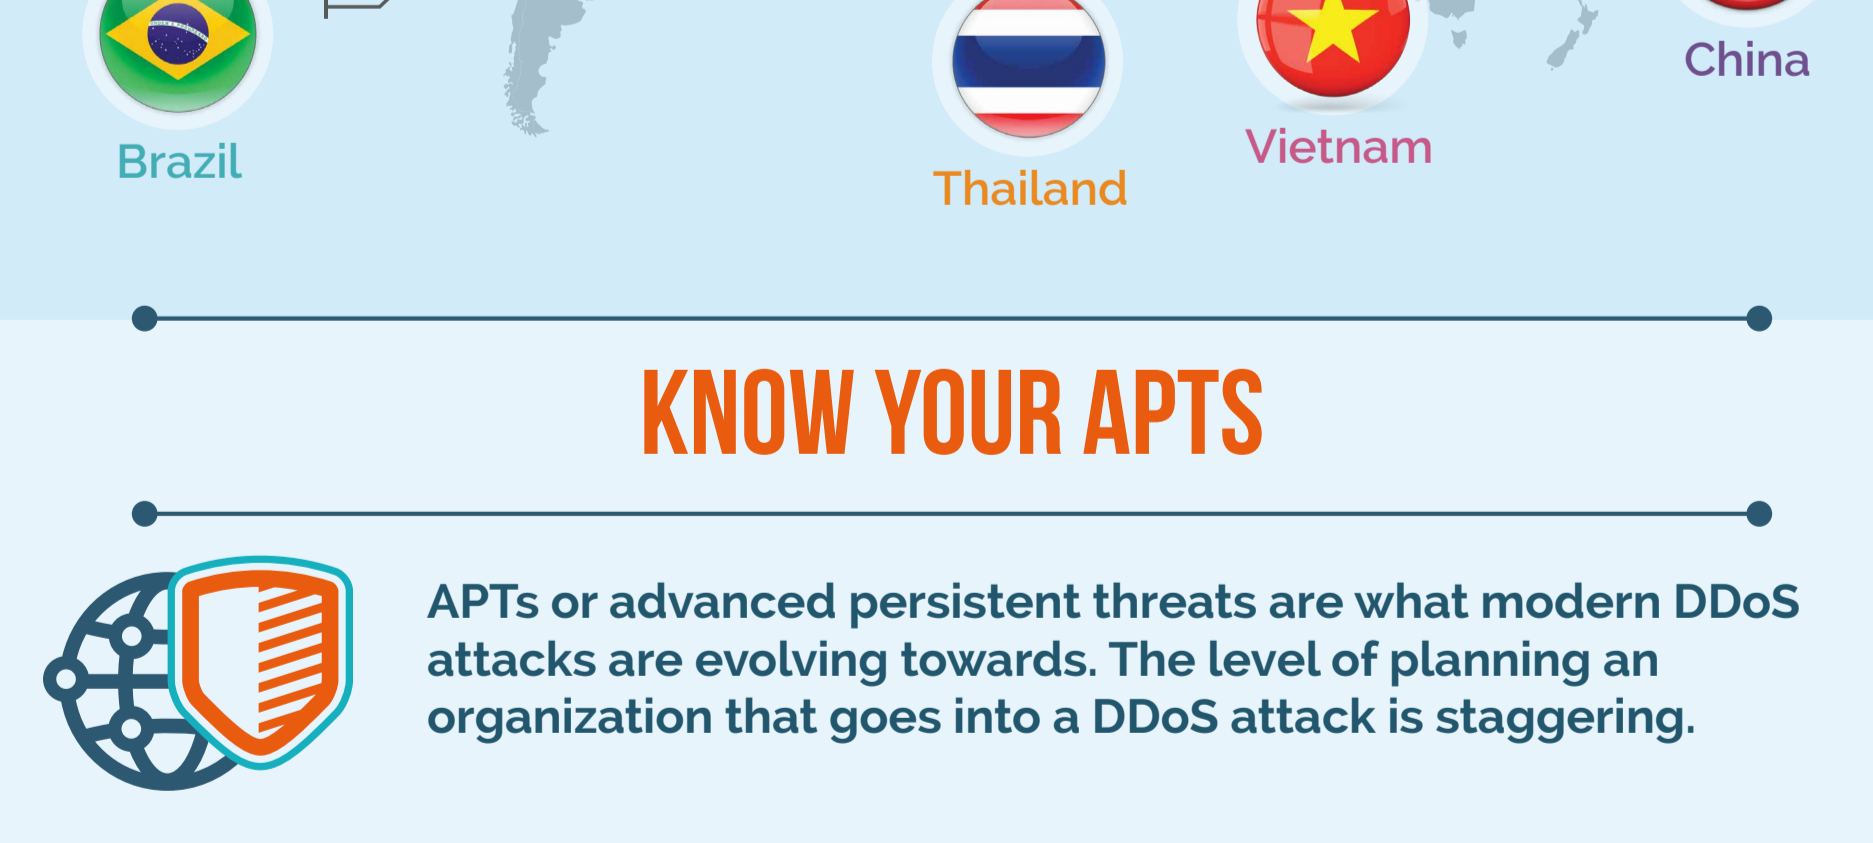 China
Vietnam
Brazil
Thailand
KNOW YOUR APTS
APTs or advanced persistent threats are what modern DDoS
attacks are evolving towards. The level of planning an
organization that goes into a DDoS attack is staggering.